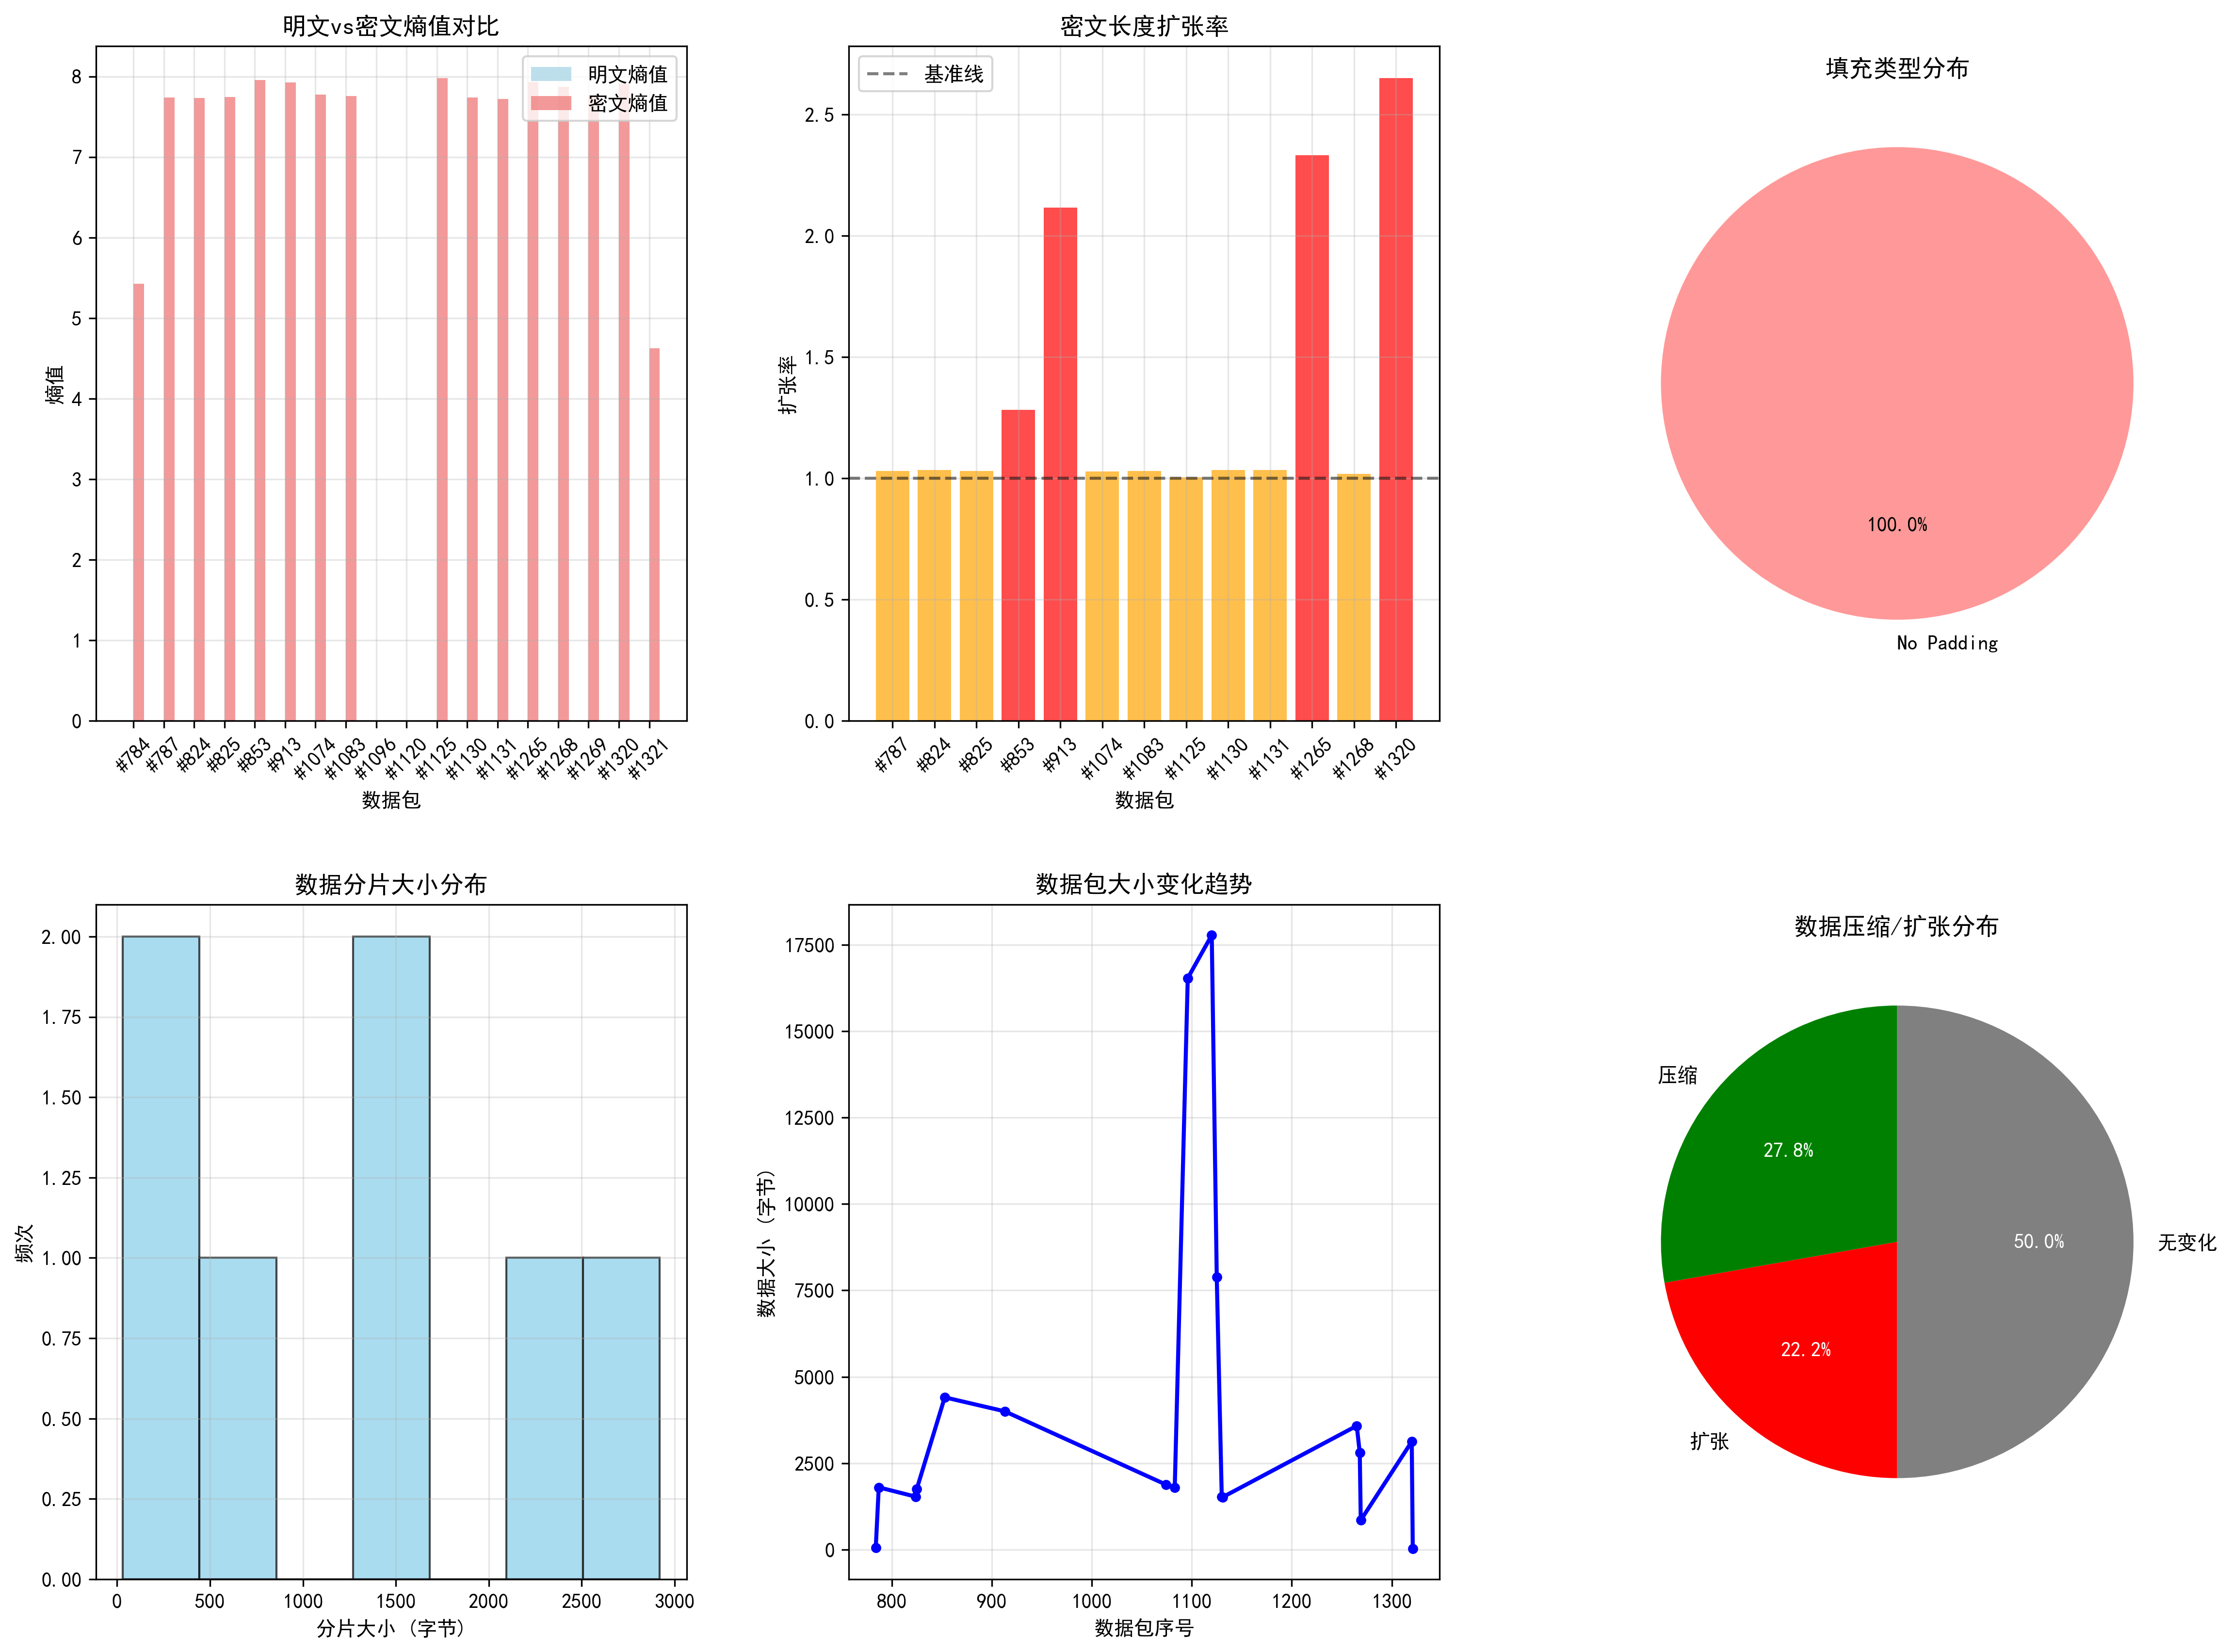 明文vs密文熵值对比
明文熵值
密文熵值
8
7
6
5
4
3
2
1
0
熵值
#784 #787 #824 #825 #853 #913 #1074 #1083 #1096 #1120 #1125 #1130 #1131 #1265 #1268 #1269 #1320 #1321
数据包
密文长度扩张率
基准线
2.5
2.0
1.5
1.0
0.5
0.0
扩张率
#787 #824 #825 #853 #913 #1074 #1083 #1125 #1130 #1131 #1265 #1268 #1320
数据包
填充类型分布
100.0%
No Padding
数据分片大小分布
2.00
1.75
1.50
1.25
1.00
0.75
0.50
0.25
0.00
频次
0 500 1000 1500 2000 2500 3000
分片大小 (字节)
数据包大小变化趋势
17500
15000
12500
10000
7500
5000
2500
0
数据大小 (字节)
800 900 1000 1100 1200 1300
数据包序号
数据压缩/扩张分布
压缩
27.8%
50.0%
无变化
22.2%
扩张